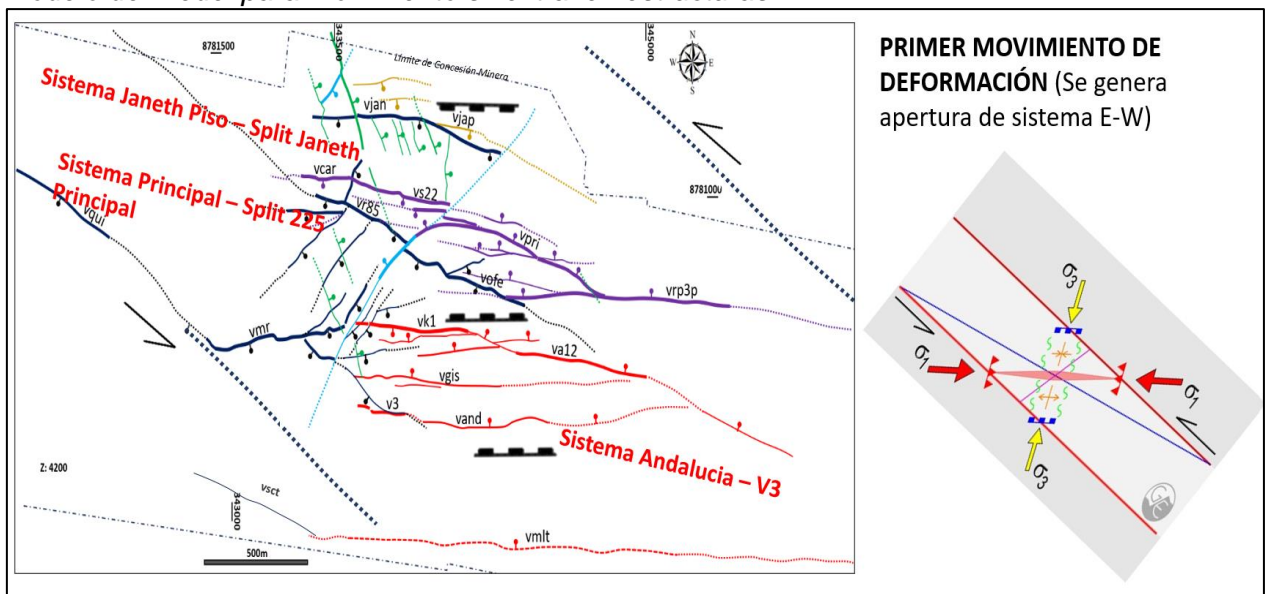 8781500
343500
345000
N
W E
S
Límite de Concesión Minera
Sistema Janeth Piso – Split Janeth
vjan
vjap
8781000
Sistema Principal – Split 225
Principal
vcar
vs22
vr85
vqui
vpri
vofe
vrp3p
vmr
vk1
va12
vgis
v3
vand
Sistema Andalucia – V3
Z: 4200
vsct
343000
500m
vmlt
PRIMER MOVIMIENTO DE
DEFORMACIÓN (Se genera
apertura de sistema E-W)
σ3
σ1
σ1
σ3